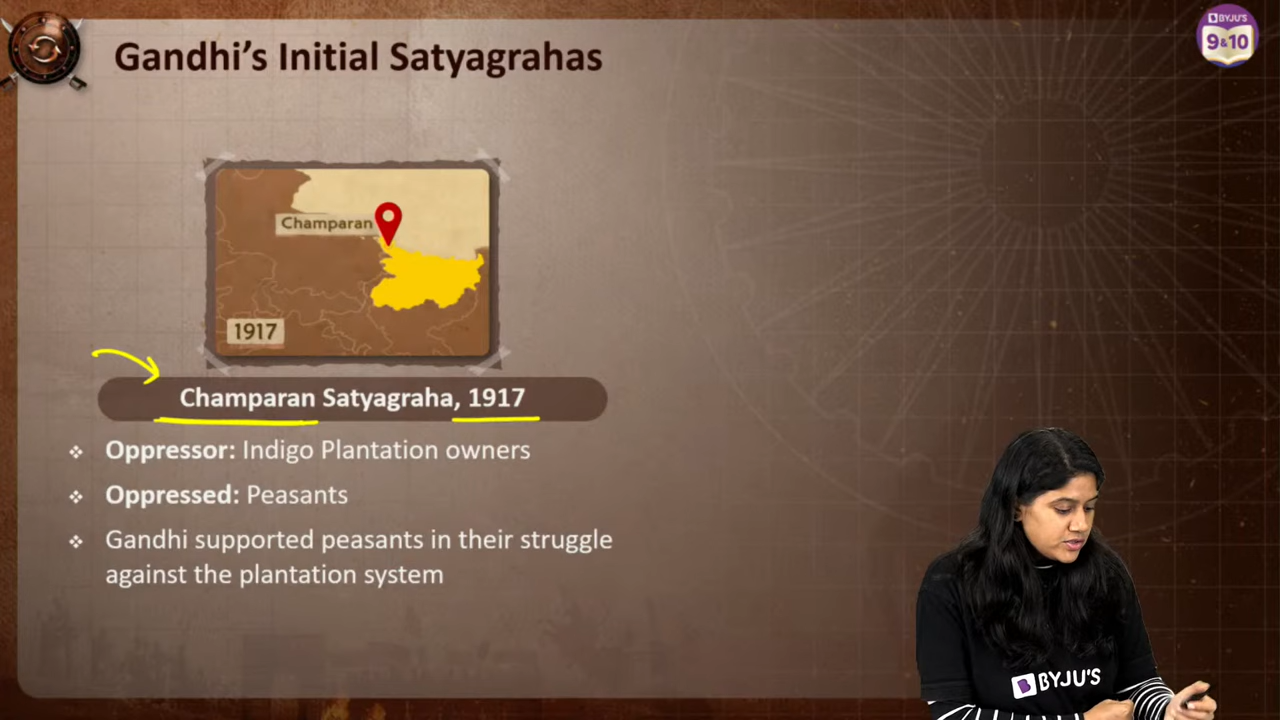 Gandhi's Initial Satyagrahas
BYJU'S
9&10
Champaran
1917
Champaran Satyagraha, 1917
❖ Oppressor: Indigo Plantation owners
❖ Oppressed: Peasants
❖ Gandhi supported peasants in their struggle
against the plantation system
BYJU'S